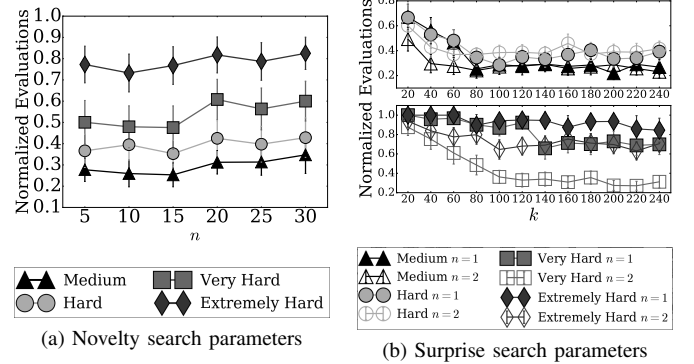 Normalized Evaluations
1.0
0.9
0.8
0.7
0.6
0.5
0.4
0.3
0.2
0.1
5 10 15 20 25 30
n
Medium
Very Hard
Hard
Extremely Hard
(a) Novelty search parameters
Normalized Evaluations
0.8
0.6
0.4
0.2
20 40 60 80 100 120 140 160 180 200 220 240
1.0
0.8
0.6
0.4
0.2
20 40 60 80 100 120 140 160 180 200 220 240
k
Medium n = 1
Medium n = 2
Hard n = 1
Hard n = 2
Very Hard n = 1
Very Hard n = 2
Extremely Hard n = 1
Extremely Hard n = 2
(b) Surprise search parameters